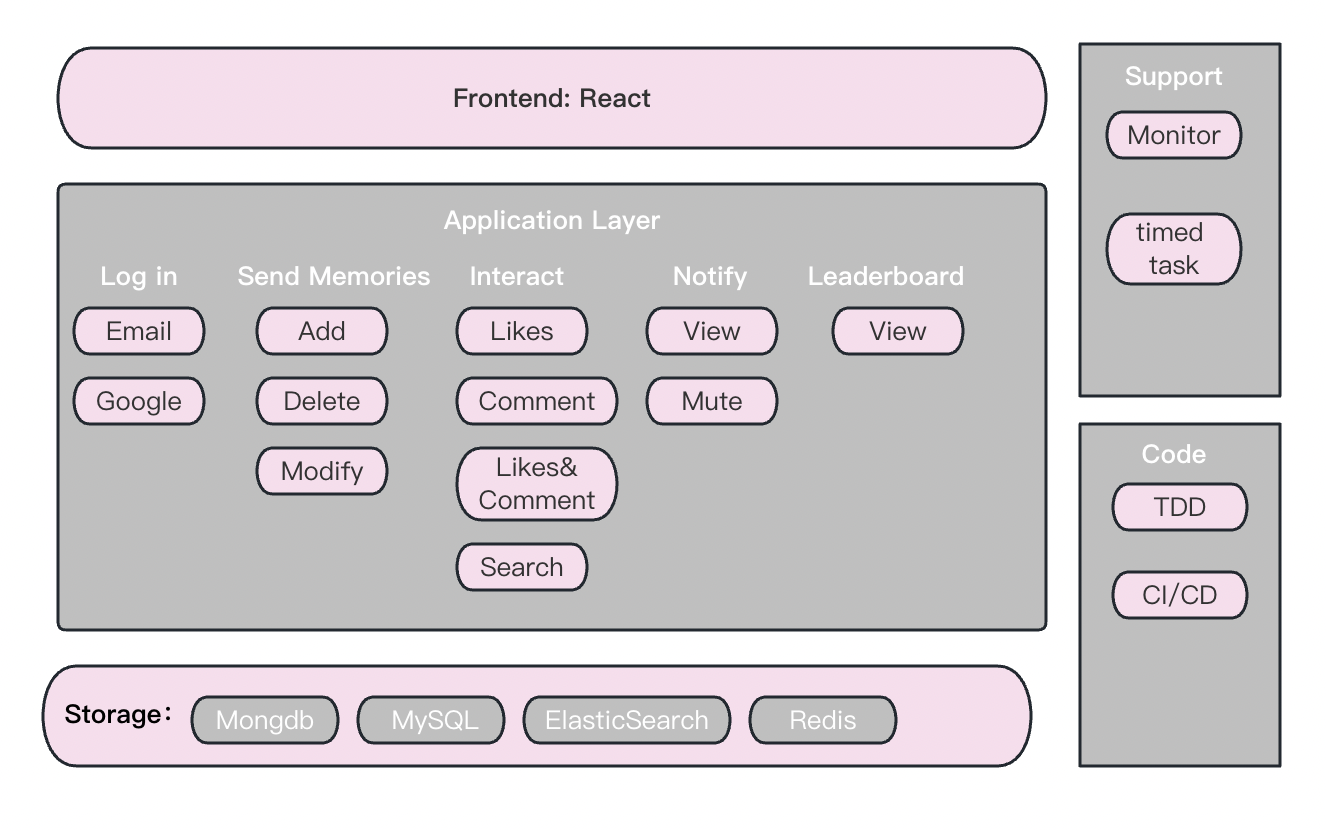 Frontend: React
Application Layer
Log in
Email
Google
Send Memories
Add
Delete
Modify
Interact
Likes
Comment
Likes&
Comment
Search
Notify
View
Mute
Leaderboard
View
Storage：
Mongdb
MySQL
ElasticSearch
Redis
Support
Monitor
timed
task
Code
TDD
CI/CD